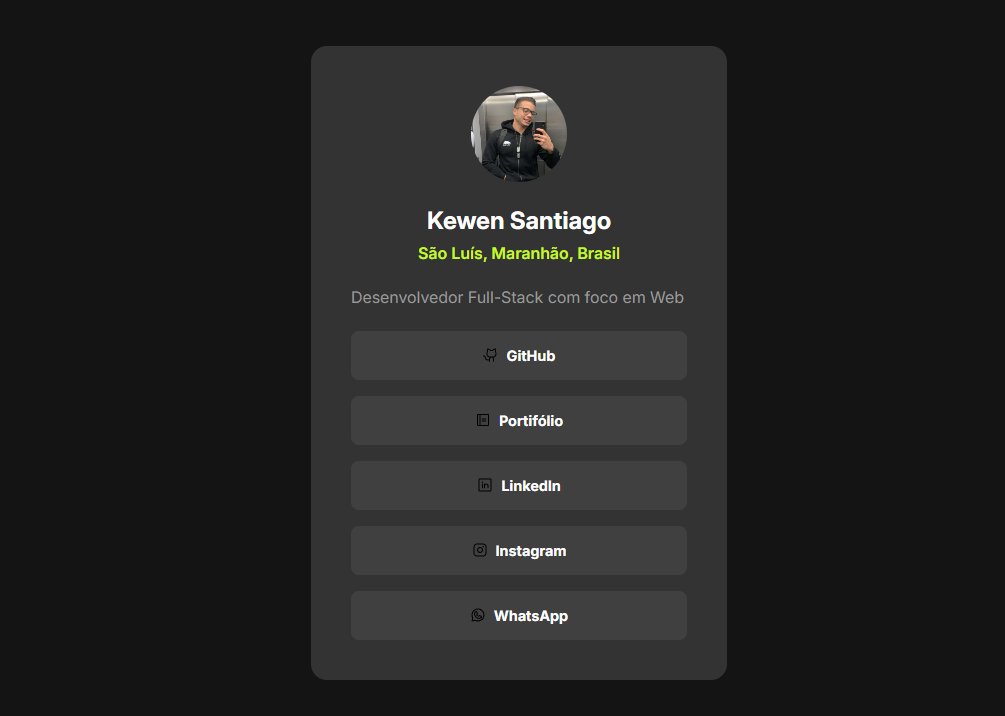 Kewen Santiago
São Luís, Maranhão, Brasil
Desenvolvedor Full-Stack com foco em Web
GitHub
Portifólio
LinkedIn
Instagram
WhatsApp